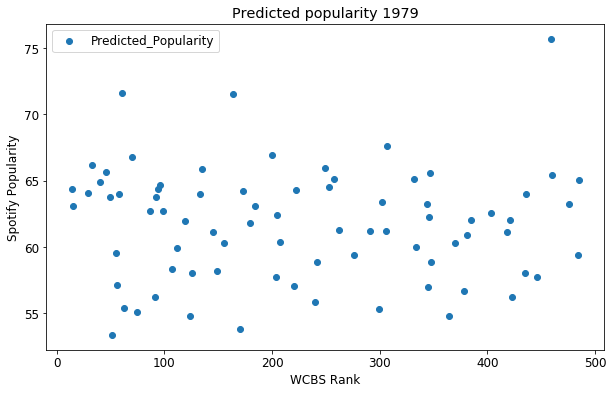 Predicted popularity 1979
Predicted_Popularity
Spotify Popularity
75
70
65
60
55
0 100 200 300 400 500
WCBS Rank